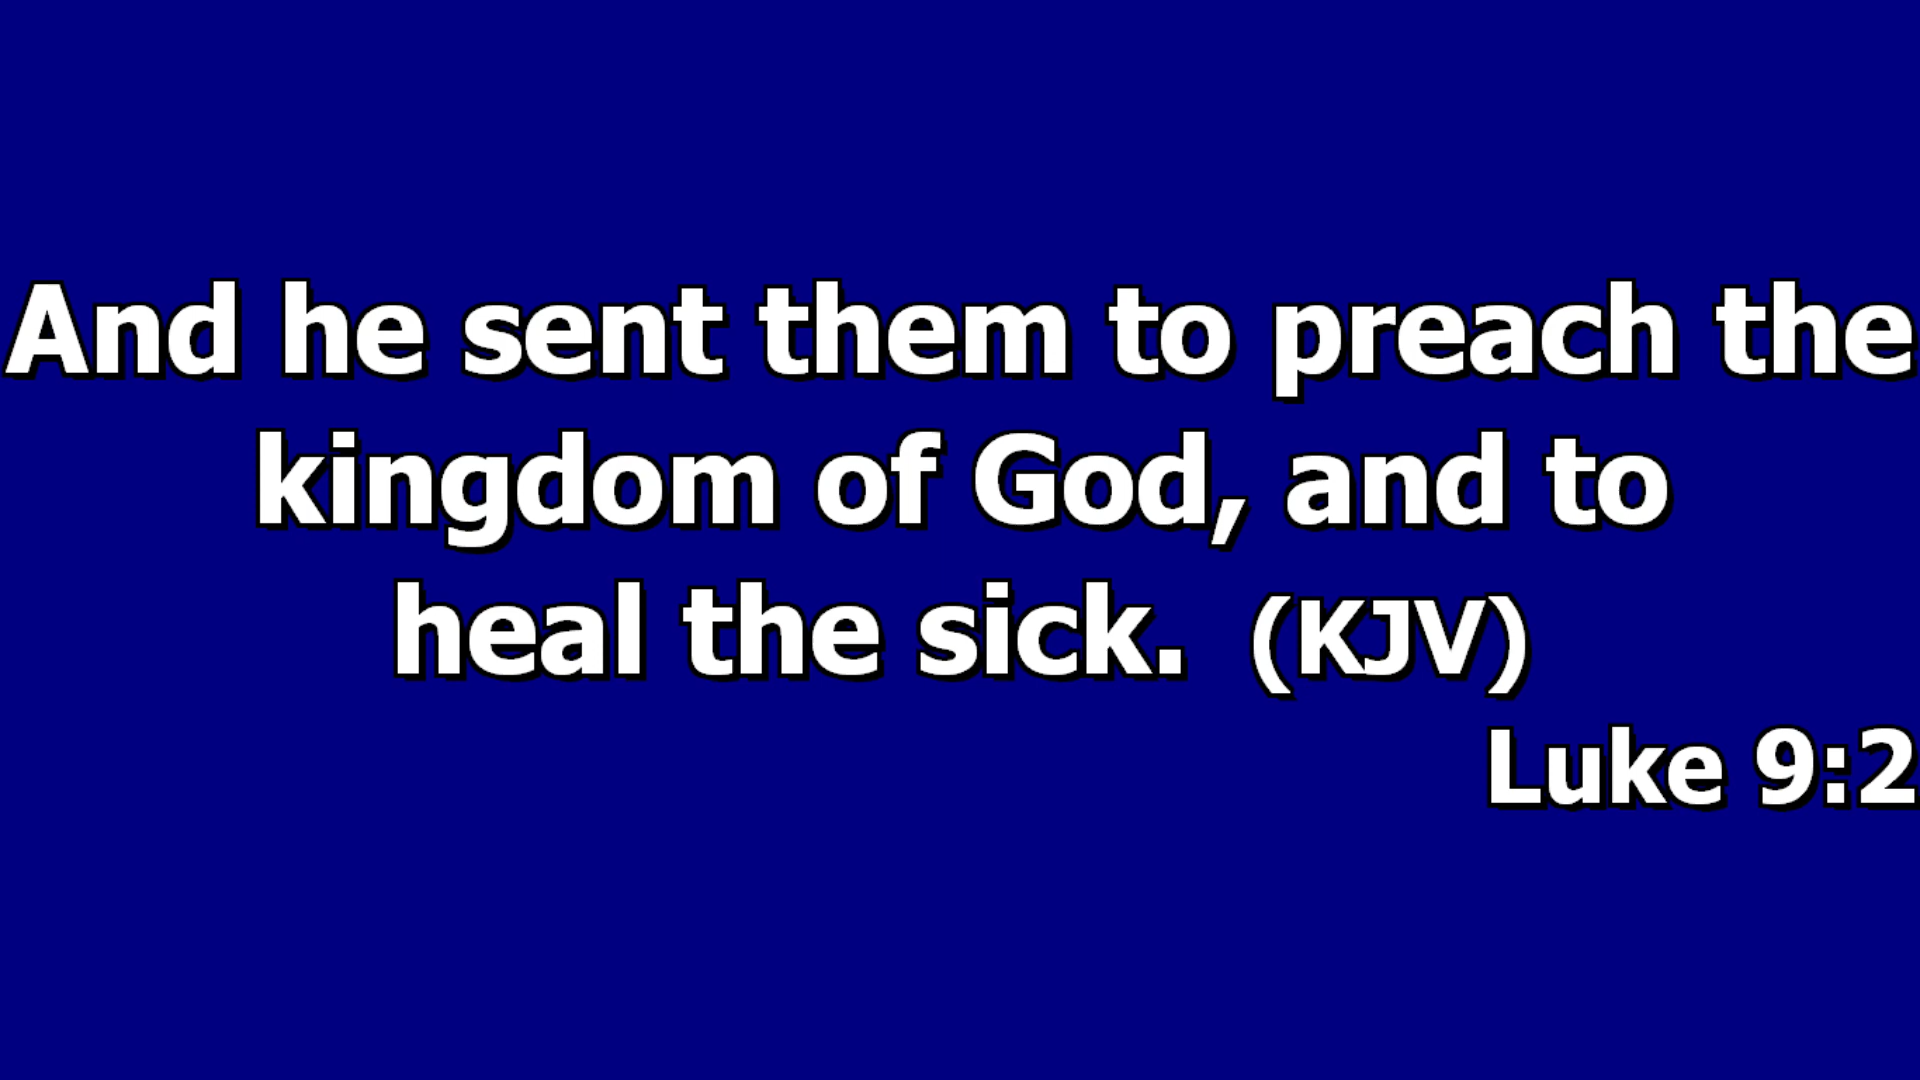 And he sent them to preach the
kingdom of God, and to
heal the sick. (KJV)
Luke 9:2